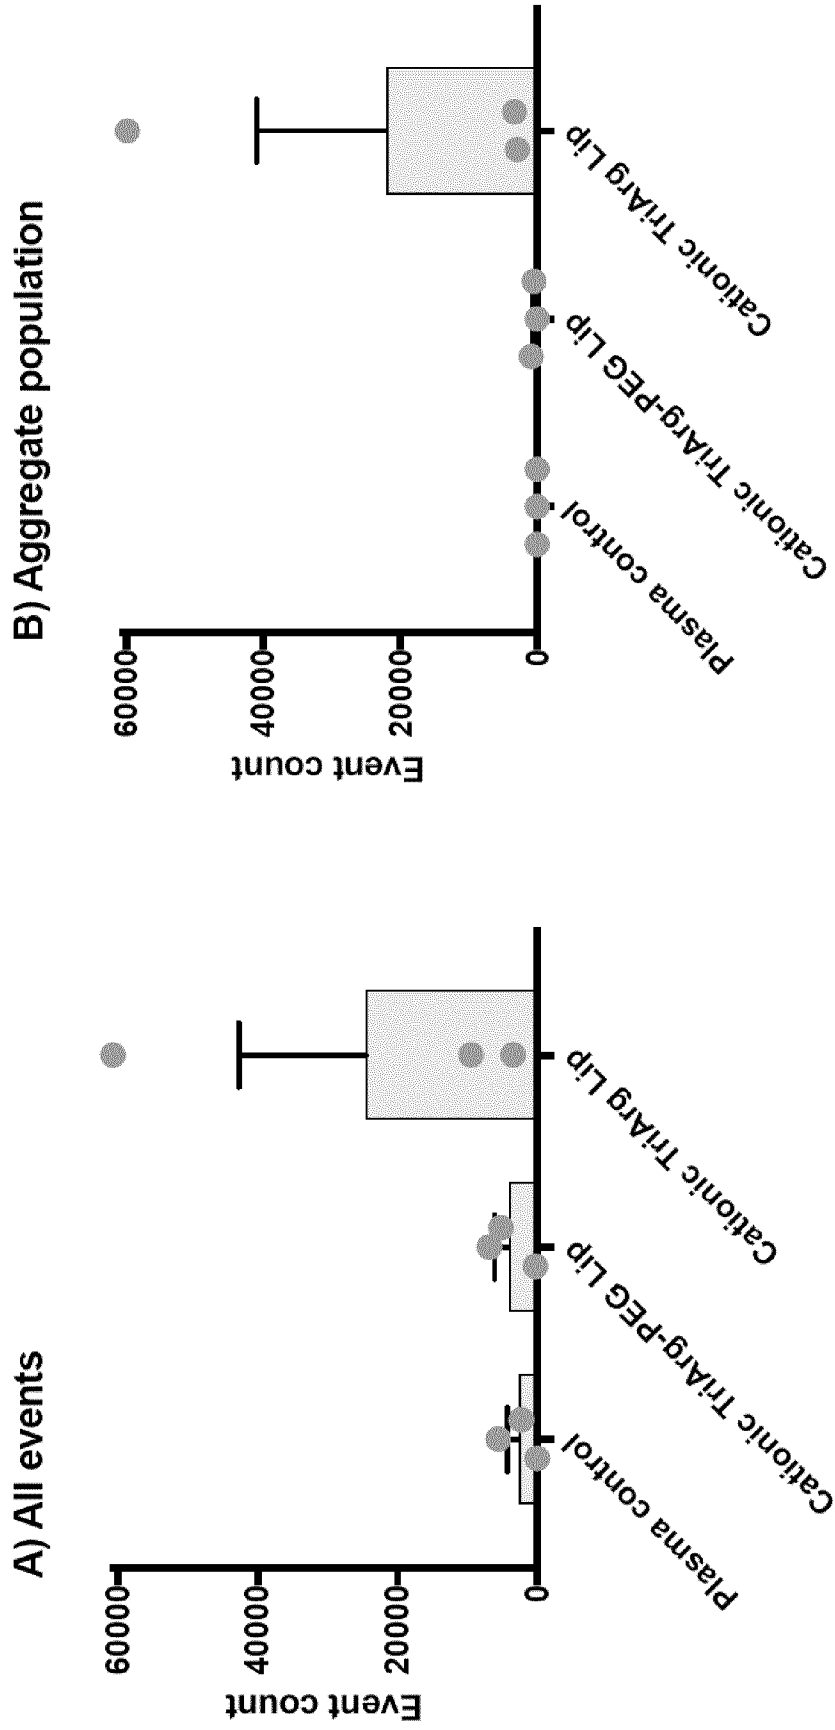 A) All events
Event count
60000
40000
20000
0
Plasma control
Cationic TriArg-PEG Lip
Cationic TriArg Lip
B) Aggregate population
Event count
60000
40000
20000
0
Plasma control
Cationic TriArg-PEG Lip
Cationic TriArg Lip